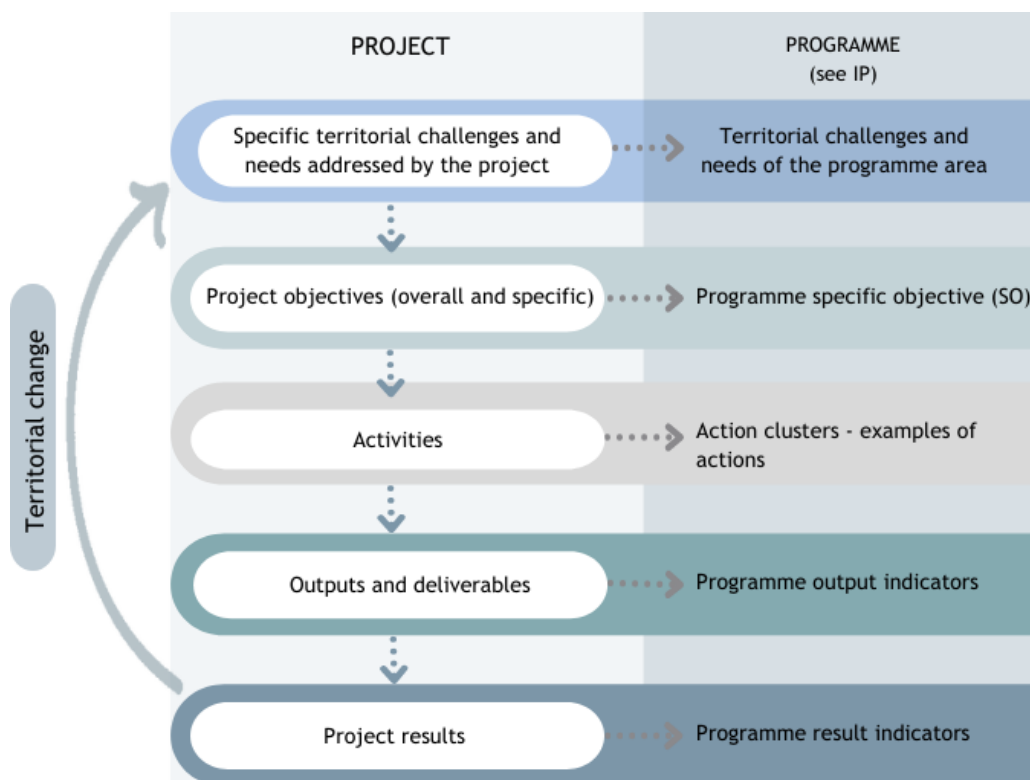 PROJECT
PROGRAMME
(see IP)
Specific territorial challenges and
needs addressed by the project
Territorial challenges and
needs of the programme area
Project objectives (overall and specific)
Programme specific objective (SO)
Territorial change
Activities
Action clusters - examples of
actions
Outputs and deliverables
Programme output indicators
Project results
Programme result indicators